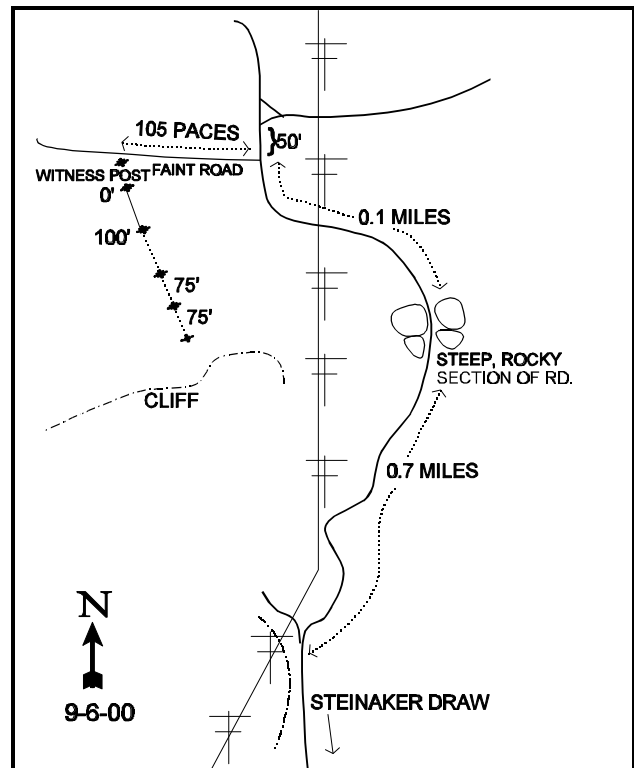 105 PACES
}50'
WITNESS POST
FAINT ROAD
0'
0.1 MILES
100'
75'
75'
STEEP, ROCKY
SECTION OF RD.
CLIFF
0.7 MILES
N
9-6-00
STEINAKER DRAW